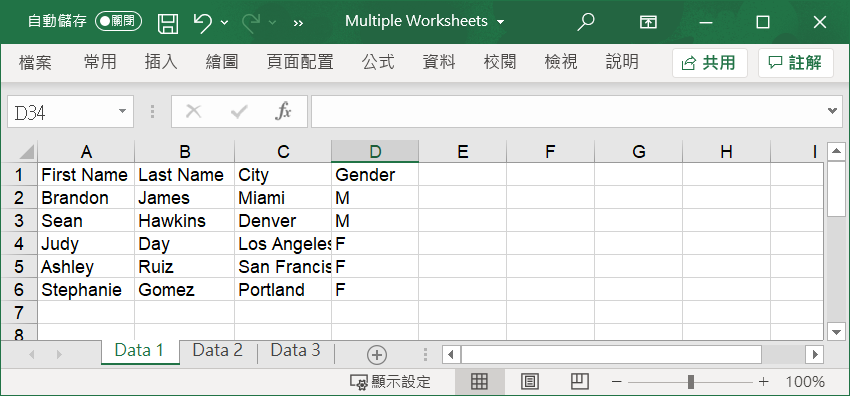 自動儲存 關閉 Multiple Worksheets
檔案 常用 插入 繪圖 頁面配置 公式 資料 校閱 檢視 說明 共用 註解
D34 fx
A B C D E F G H I
1 First Name Last Name City Gender
2 Brandon James Miami M
3 Sean Hawkins Denver M
4 Judy Day Los Angeles F
5 Ashley Ruiz San Francis F
6 Stephanie Gomez Portland F
7
8
Data 1 Data 2 Data 3
顯示設定 100%